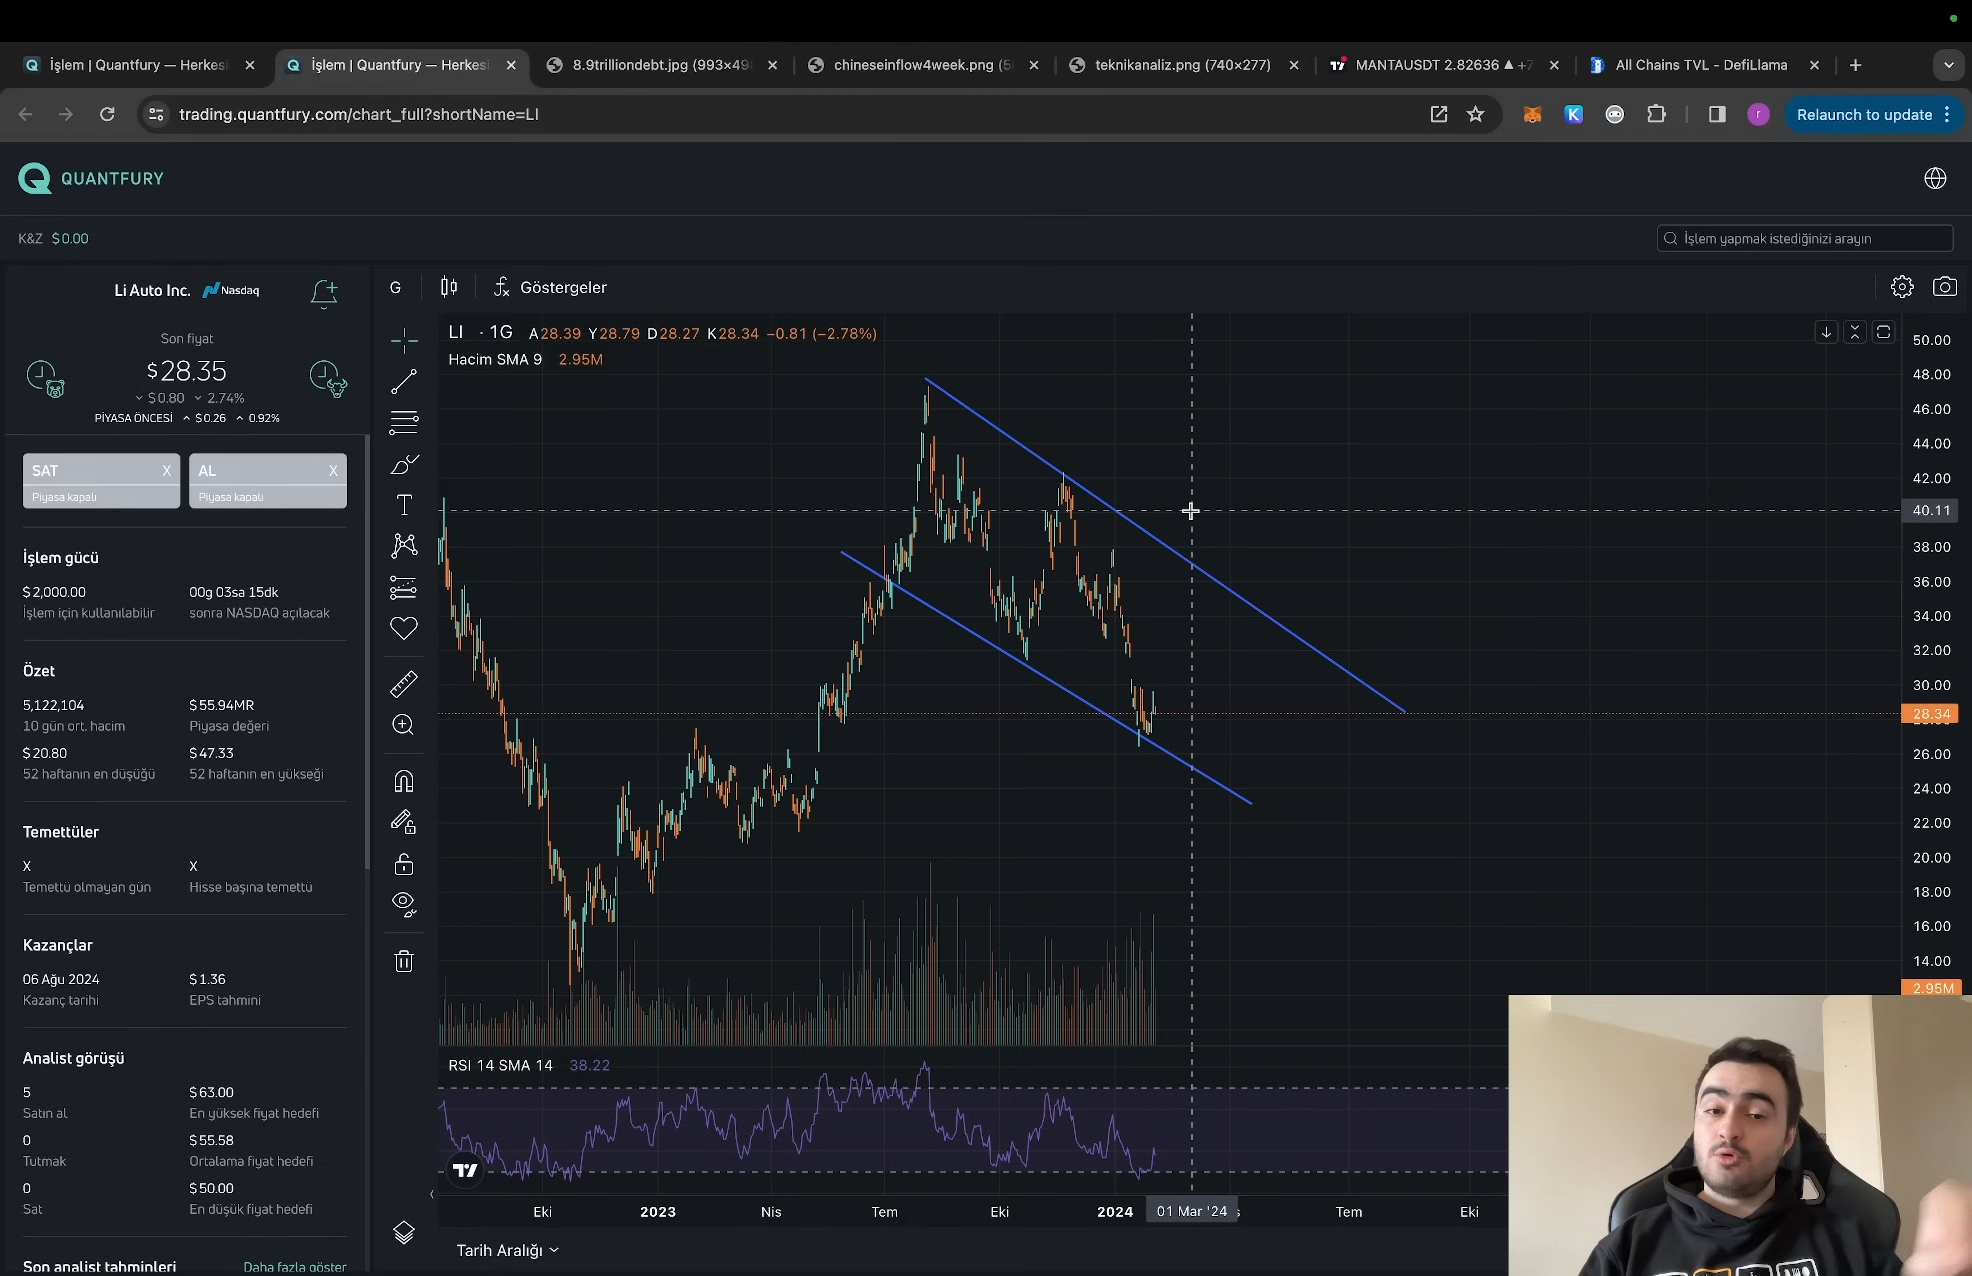 İşlem | Quantfury — Herkesi
İşlem | Quantfury — Herkesi
8.9trilliondebt.jpg (993×49
chineseinflow4week.png (5
teknikanaliz.png (740×277)
MANTAUSDT 2.82636 ▲ +7
All Chains TVL - DefiLlama
trading.quantfury.com/chart_full?shortName=LI
K
r
Relaunch to update
QUANTFURY
K&Z $0.00
İşlem yapmak istediğinizi arayın
Li Auto Inc. Nasdaq
Son fiyat
$28.35
$0.80 2.74%
PİYASA ÖNCESİ $0.26 0.92%
SAT X
Piyasa kapalı
AL X
Piyasa kapalı
İşlem gücü
$2,000.00
İşlem için kullanılabilir
00g 03sa 15dk
sonra NASDAQ açılacak
Özet
5,122,104
10 gün ort. hacim
$55.94MR
Piyasa değeri
$20.80
52 haftanın en düşüğü
$47.33
52 haftanın en yükseği
Temettüler
X
Temettü olmayan gün
X
Hisse başına temettü
Kazançlar
06 Ağu 2024
Kazanç tarihi
$1.36
EPS tahmini
Analist görüşü
5
Satın al
$63.00
En yüksek fiyat hedefi
0
Tutmak
$55.58
Ortalama fiyat hedefi
0
Sat
$50.00
En düşük fiyat hedefi
Son analist tahminleri
Daha fazla göster
G
Göstergeler
LI · 1G A28.39 Y28.79 D28.27 K28.34 −0.81 (−2.78%)
Hacim SMA 9 2.95M
50.00
48.00
46.00
44.00
42.00
40.11
38.00
36.00
34.00
32.00
30.00
28.34
26.00
24.00
22.00
20.00
18.00
16.00
14.00
2.95M
RSI 14 SMA 14 38.22
Eki
2023
Nis
Tem
Eki
2024
01 Mar '24
Tem
Eki
Tarih Aralığı